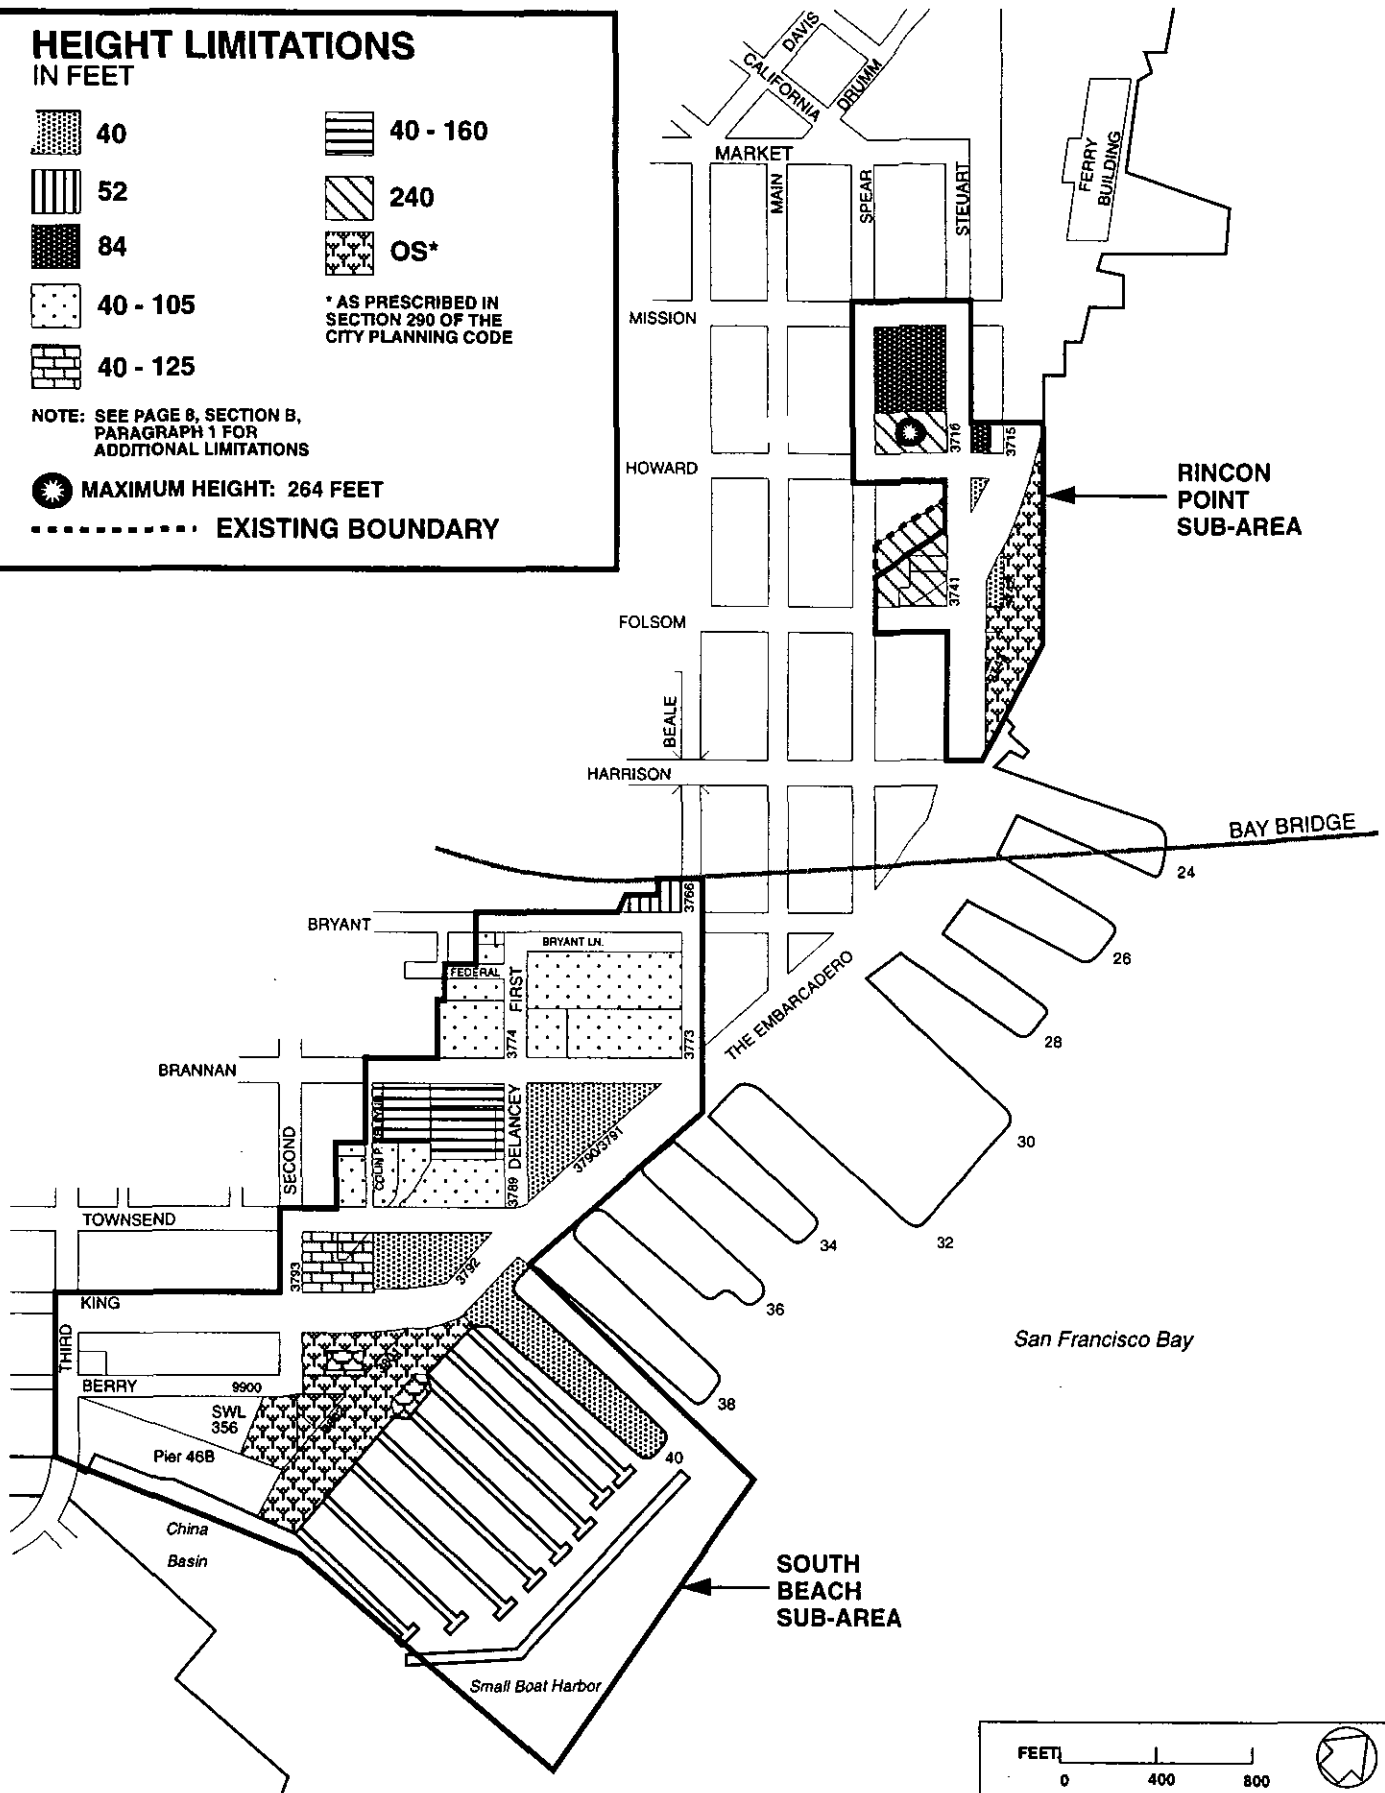 HEIGHT LIMITATIONS
IN FEET
40
52
84
40 - 105
40 - 125
40 - 160
240
OS*
* AS PRESCRIBED IN
SECTION 290 OF THE
CITY PLANNING CODE
NOTE: SEE PAGE 8, SECTION B,
PARAGRAPH 1 FOR
ADDITIONAL LIMITATIONS
MAXIMUM HEIGHT: 264 FEET
EXISTING BOUNDARY
DAVIS
CALIFORNIA
DRUMM
MARKET
MAIN
SPEAR
STEUART
FERRY
BUILDING
MISSION
3716
3715
HOWARD
RINCON
POINT
SUB-AREA
3741
FOLSOM
BEALE
HARRISON
BAY BRIDGE
24
3766
BRYANT
BRYANT LN.
FEDERAL
FIRST
26
THE EMBARCADERO
28
3774
3773
BRANNAN
30
SECOND
DELANCEY
3790/3791
3789
TOWNSEND
34
32
3793
3792
KING
36
THIRD
San Francisco Bay
BERRY
9900
38
SWL
356
Pier 46B
40
China
Basin
SOUTH
BEACH
SUB-AREA
Small Boat Harbor
FEET
0
400
800